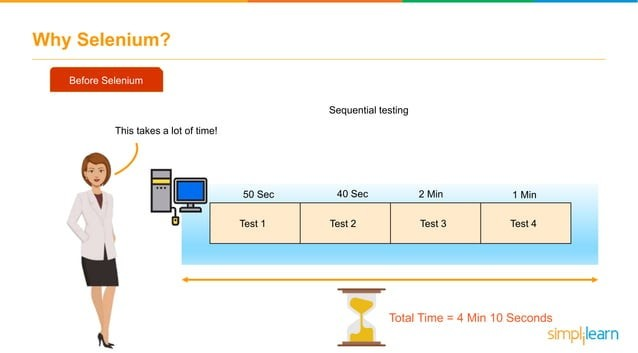 Why Selenium?
Before Selenium
Sequential testing
This takes a lot of time!
50 Sec 40 Sec 2 Min 1 Min
Test 1 Test 2 Test 3 Test 4
Total Time = 4 Min 10 Seconds
simplilearn